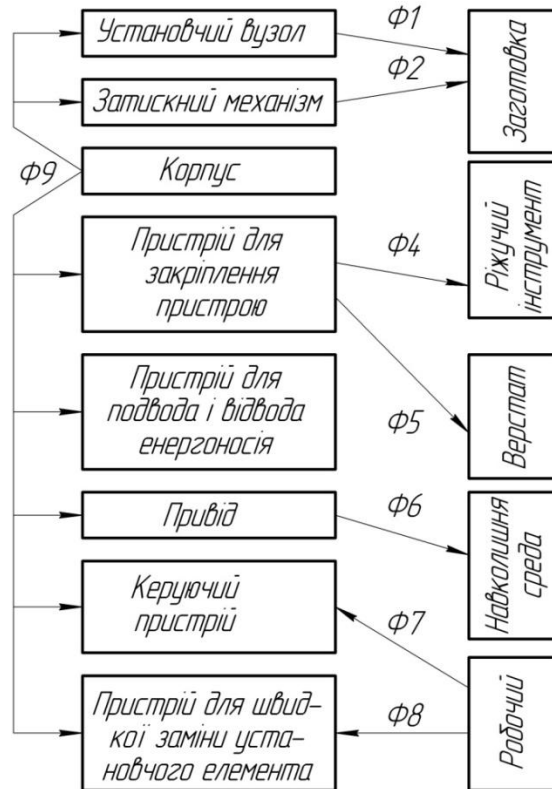 Установчий вузол
Ф1
Заготовка
Затискний механізм
Ф2
Ф9
Корпус
Пристрій для
закріплення
пристрою
Ф4
Ріжучий
інструмент
Пристрій для
подвода і відвода
енергоносія
Ф5
Верстат
Привід
Ф6
Навколишня
среда
Керуючий
пристрій
Ф7
Пристрій для швид-
кої заміни уста-
новчого елемента
Ф8
Робочий